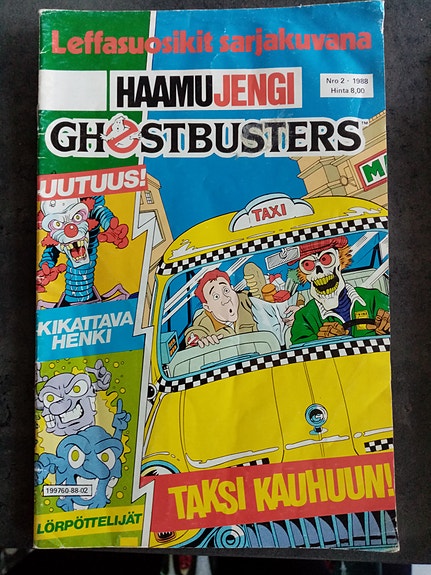 Leffasuosikit sarjakuvana
HAAMUJENGI
Nro 2 - 1988
Hinta 8,00
GHOSTBUSTERS™
UUTUUS!
TAXI
M
KIKATTAVA
HENKI
199760-88-02
LÖRPÖTTELIJÄT
TAKSI KAUHUUN!